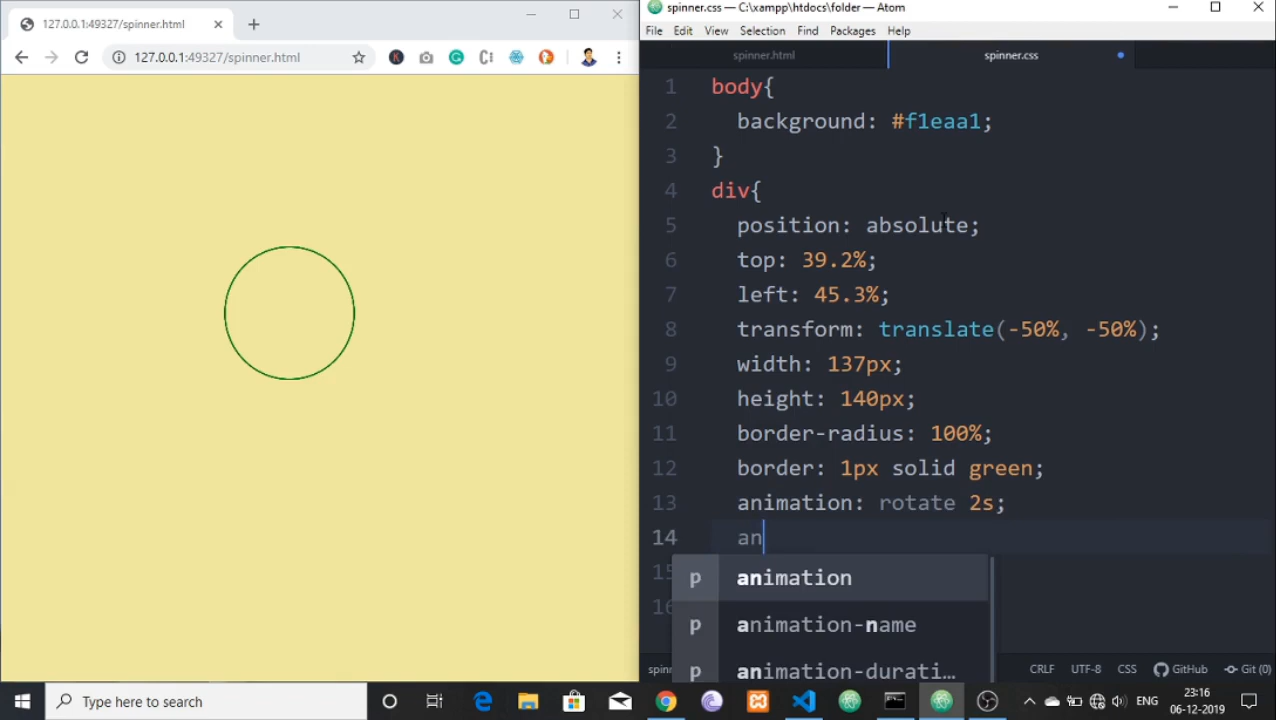 127.0.0.1:49327/spinner.html
127.0.0.1:49327/spinner.html
spinner.css — C:\xampp\htdocs\folder — Atom
File Edit View Selection Find Packages Help
spinner.html spinner.css
1 body{
2 background: #f1eaa1;
3 }
4 div{
5 position: absolute;
6 top: 39.2%;
7 left: 45.3%;
8 transform: translate(-50%, -50%);
9 width: 137px;
10 height: 140px;
11 border-radius: 100%;
12 border: 1px solid green;
13 animation: rotate 2s;
14 an
p animation
p animation-name
p animation-durati…
CRLF UTF-8 CSS GitHub Git (0)
Type here to search
ENG
23:16
06-12-2019